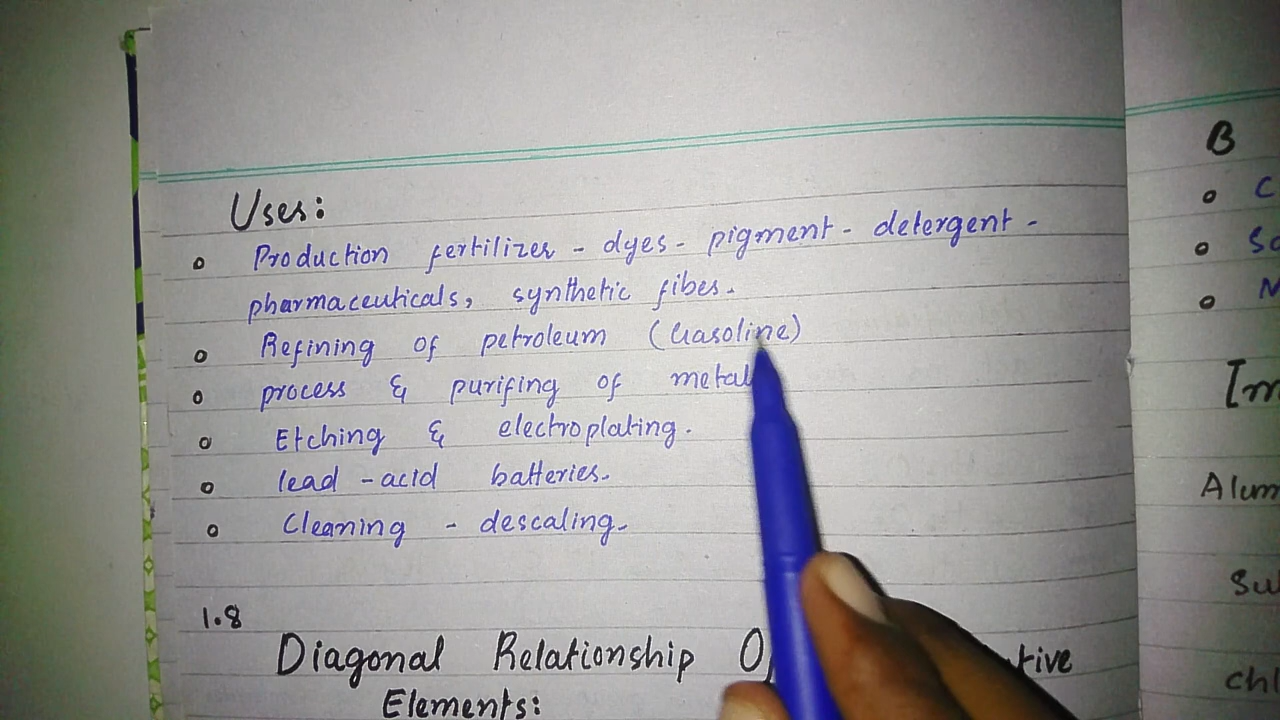 Uses:
Production fertilizer - dyes - pigment - detergent -
pharmaceuticals, synthetic fibes.
Refining of petroleum (Gasoline)
process & purifing of metal
Etching & electroplating.
lead - acid batteries.
Cleaning - descaling.
1.8
Diagonal Relationship
Elements:
B